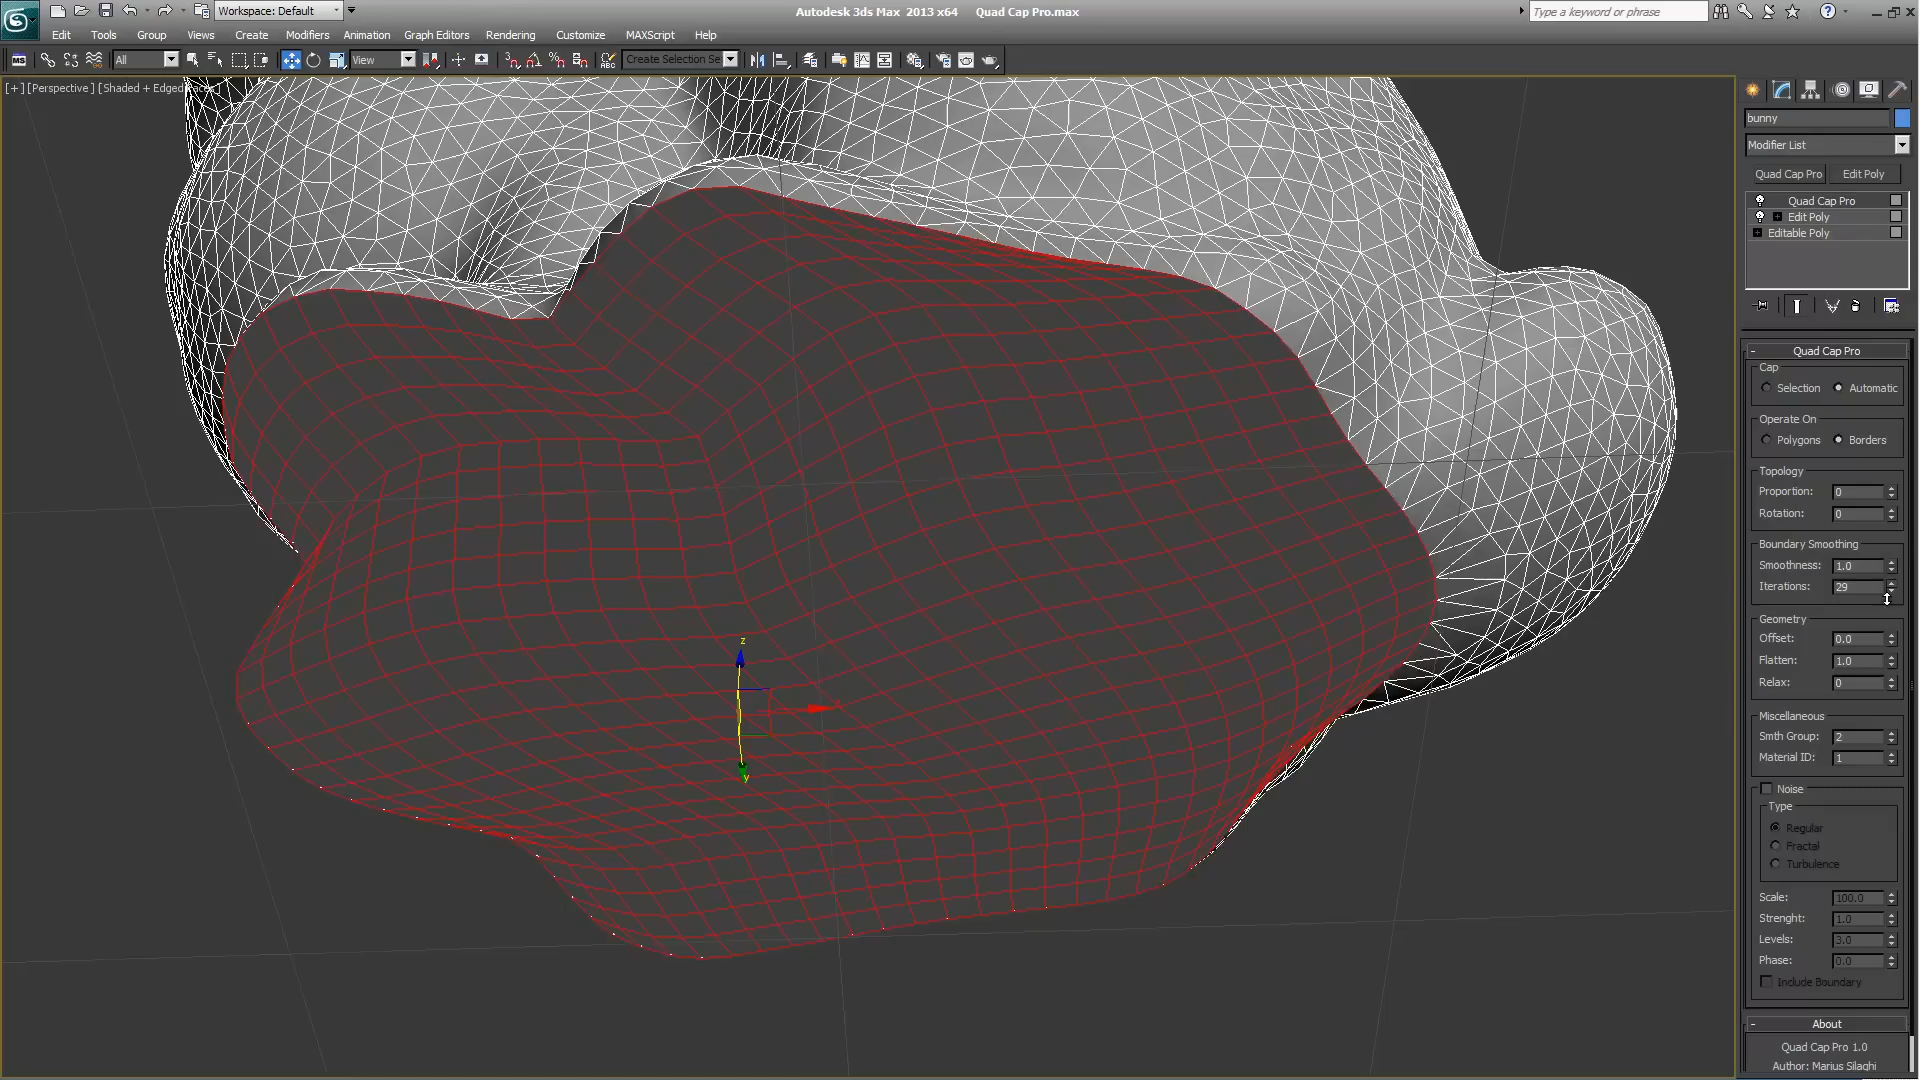 Workspace: Default
Autodesk 3ds Max 2013 x64 Quad Cap Pro.max
Type a keyword or phrase
Edit Tools Group Views Create Modifiers Animation Graph Editors Rendering Customize MAXScript Help
MS All View ABC Create Selection Se
[+] [Perspective] [Shaded + Edged Faces]
bunny
Modifier List
Quad Cap Pro Edit Poly
Quad Cap Pro
Edit Poly
Editable Poly
Quad Cap Pro
Cap
Selection Automatic
Operate On
Polygons Borders
Topology
Proportion: 0
Rotation: 0
Boundary Smoothing
Smoothness: 1.0
Iterations: 29
Geometry
Offset: 0.0
Flatten: 1.0
Relax: 0
Miscellaneous
Smth Group: 2
Material ID: 1
Noise
Type
Regular
Fractal
Turbulence
Scale: 100.0
Strenght: 1.0
Levels: 3.0
Phase: 0.0
Include Boundary
About
Quad Cap Pro 1.0
Author: Marius Silaghi
z
y